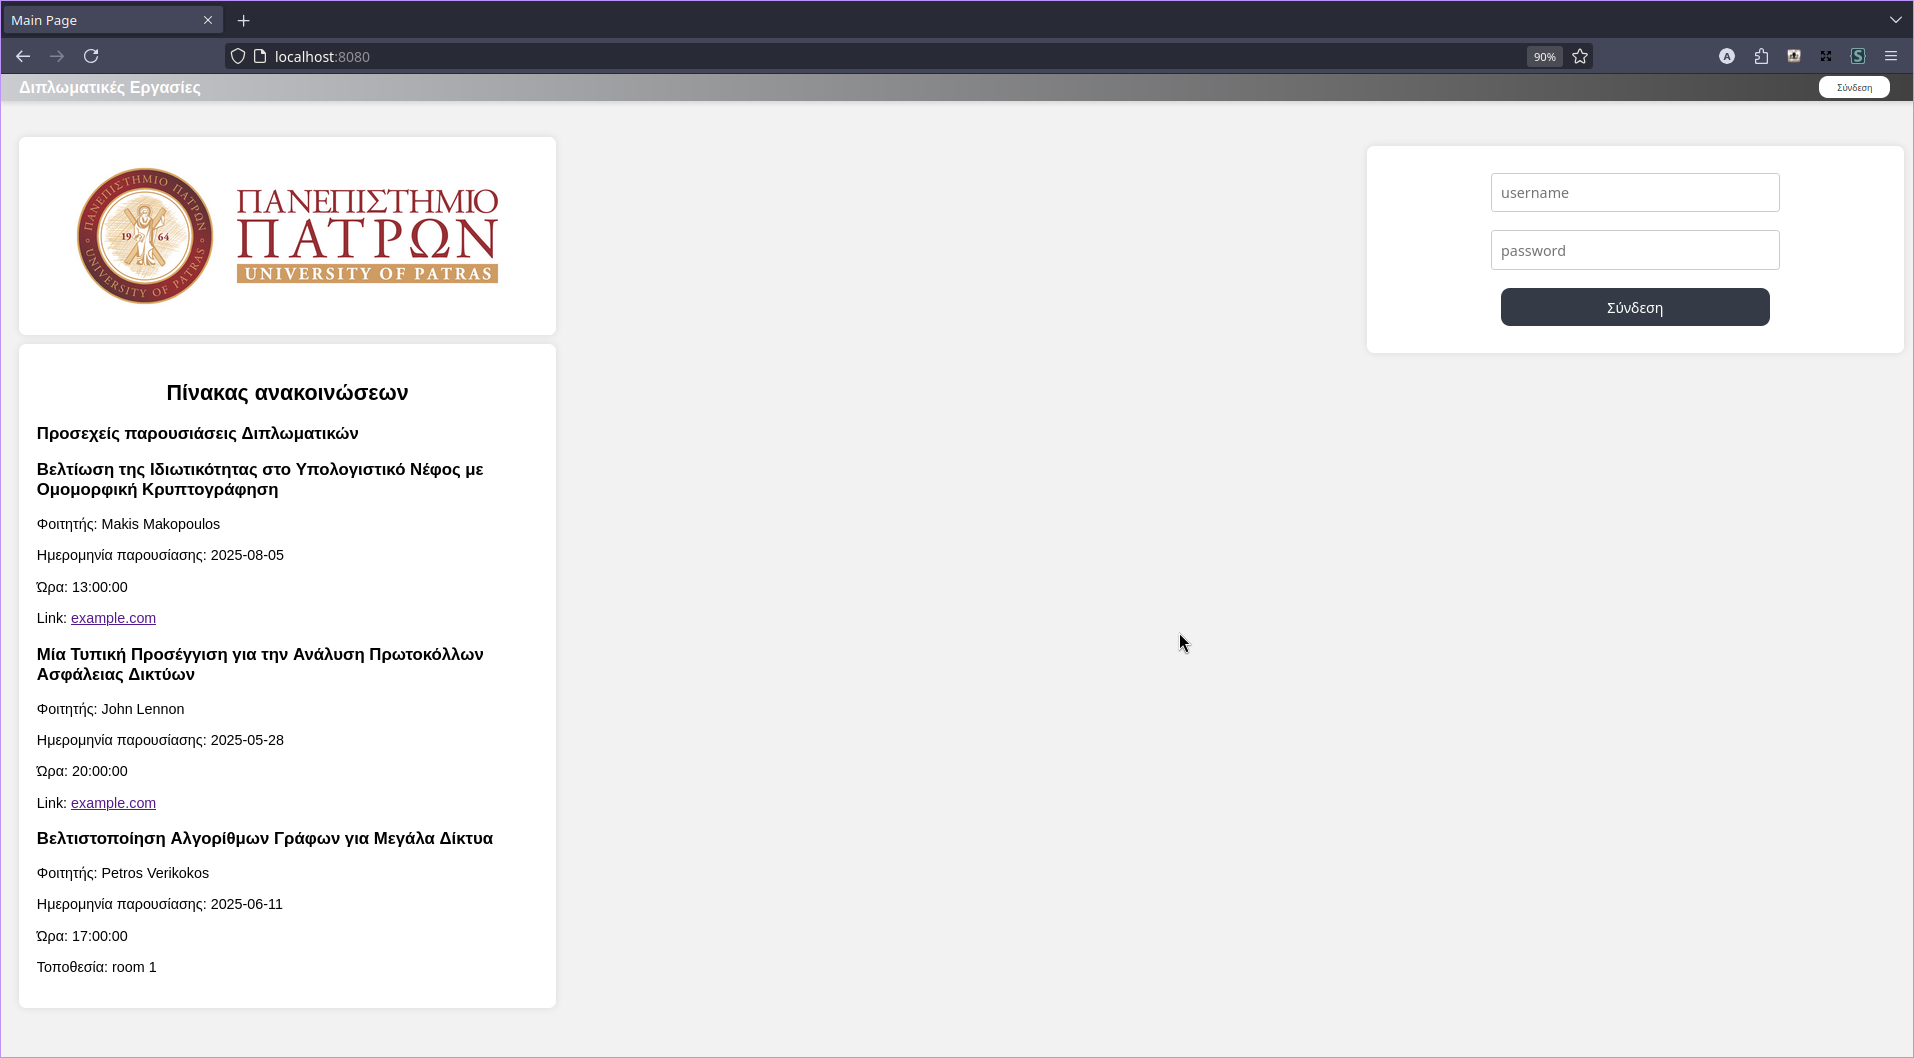 Main Page
localhost:8080
90%
A
S
Διπλωματικές Εργασίες
Σύνδεση
ΠΑΝΕΠΙΣΤΗΜΙΟ ΠΑΤΡΩΝ
19 64
UNIVERSITY OF PATRAS
ΠΑΝΕΠΙΣΤΗΜΙΟ
ΠΑΤΡΩΝ
UNIVERSITY OF PATRAS
username
password
Σύνδεση
Πίνακας ανακοινώσεων
Προσεχείς παρουσιάσεις Διπλωματικών
Βελτίωση της Ιδιωτικότητας στο Υπολογιστικό Νέφος με
Ομομορφική Κρυπτογράφηση
Φοιτητής: Makis Makopoulos
Ημερομηνία παρουσίασης: 2025-08-05
Ώρα: 13:00:00
Link: example.com
Μία Τυπική Προσέγγιση για την Ανάλυση Πρωτοκόλλων
Ασφάλειας Δικτύων
Φοιτητής: John Lennon
Ημερομηνία παρουσίασης: 2025-05-28
Ώρα: 20:00:00
Link: example.com
Βελτιστοποίηση Αλγορίθμων Γράφων για Μεγάλα Δίκτυα
Φοιτητής: Petros Verikokos
Ημερομηνία παρουσίασης: 2025-06-11
Ώρα: 17:00:00
Τοποθεσία: room 1